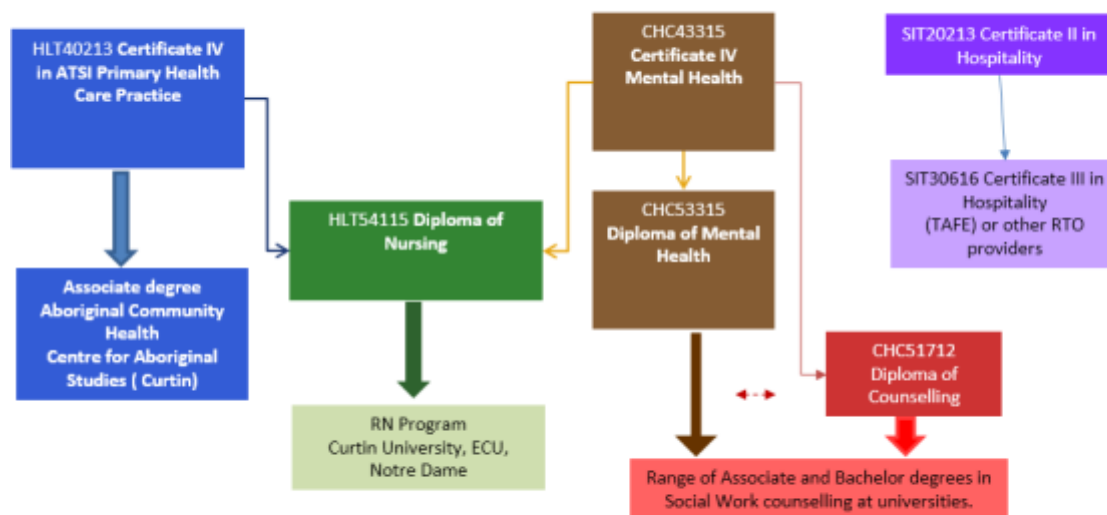 HLT40213 Certificate IV
in ATSI Primary Health
Care Practice
CHC43315
Certificate IV
Mental Health
SIT20213 Certificate II in
Hospitality
SIT30616 Certificate III in
Hospitality
(TAFE) or other RTO
providers
HLT54115 Diploma of
Nursing
CHC53315
Diploma of Mental
Health
Associate degree
Aboriginal Community
Health
Centre for Aboriginal
Studies ( Curtin)
CHC51712
Diploma of
Counselling
RN Program
Curtin University, ECU,
Notre Dame
Range of Associate and Bachelor degrees in
Social Work counselling at universities.